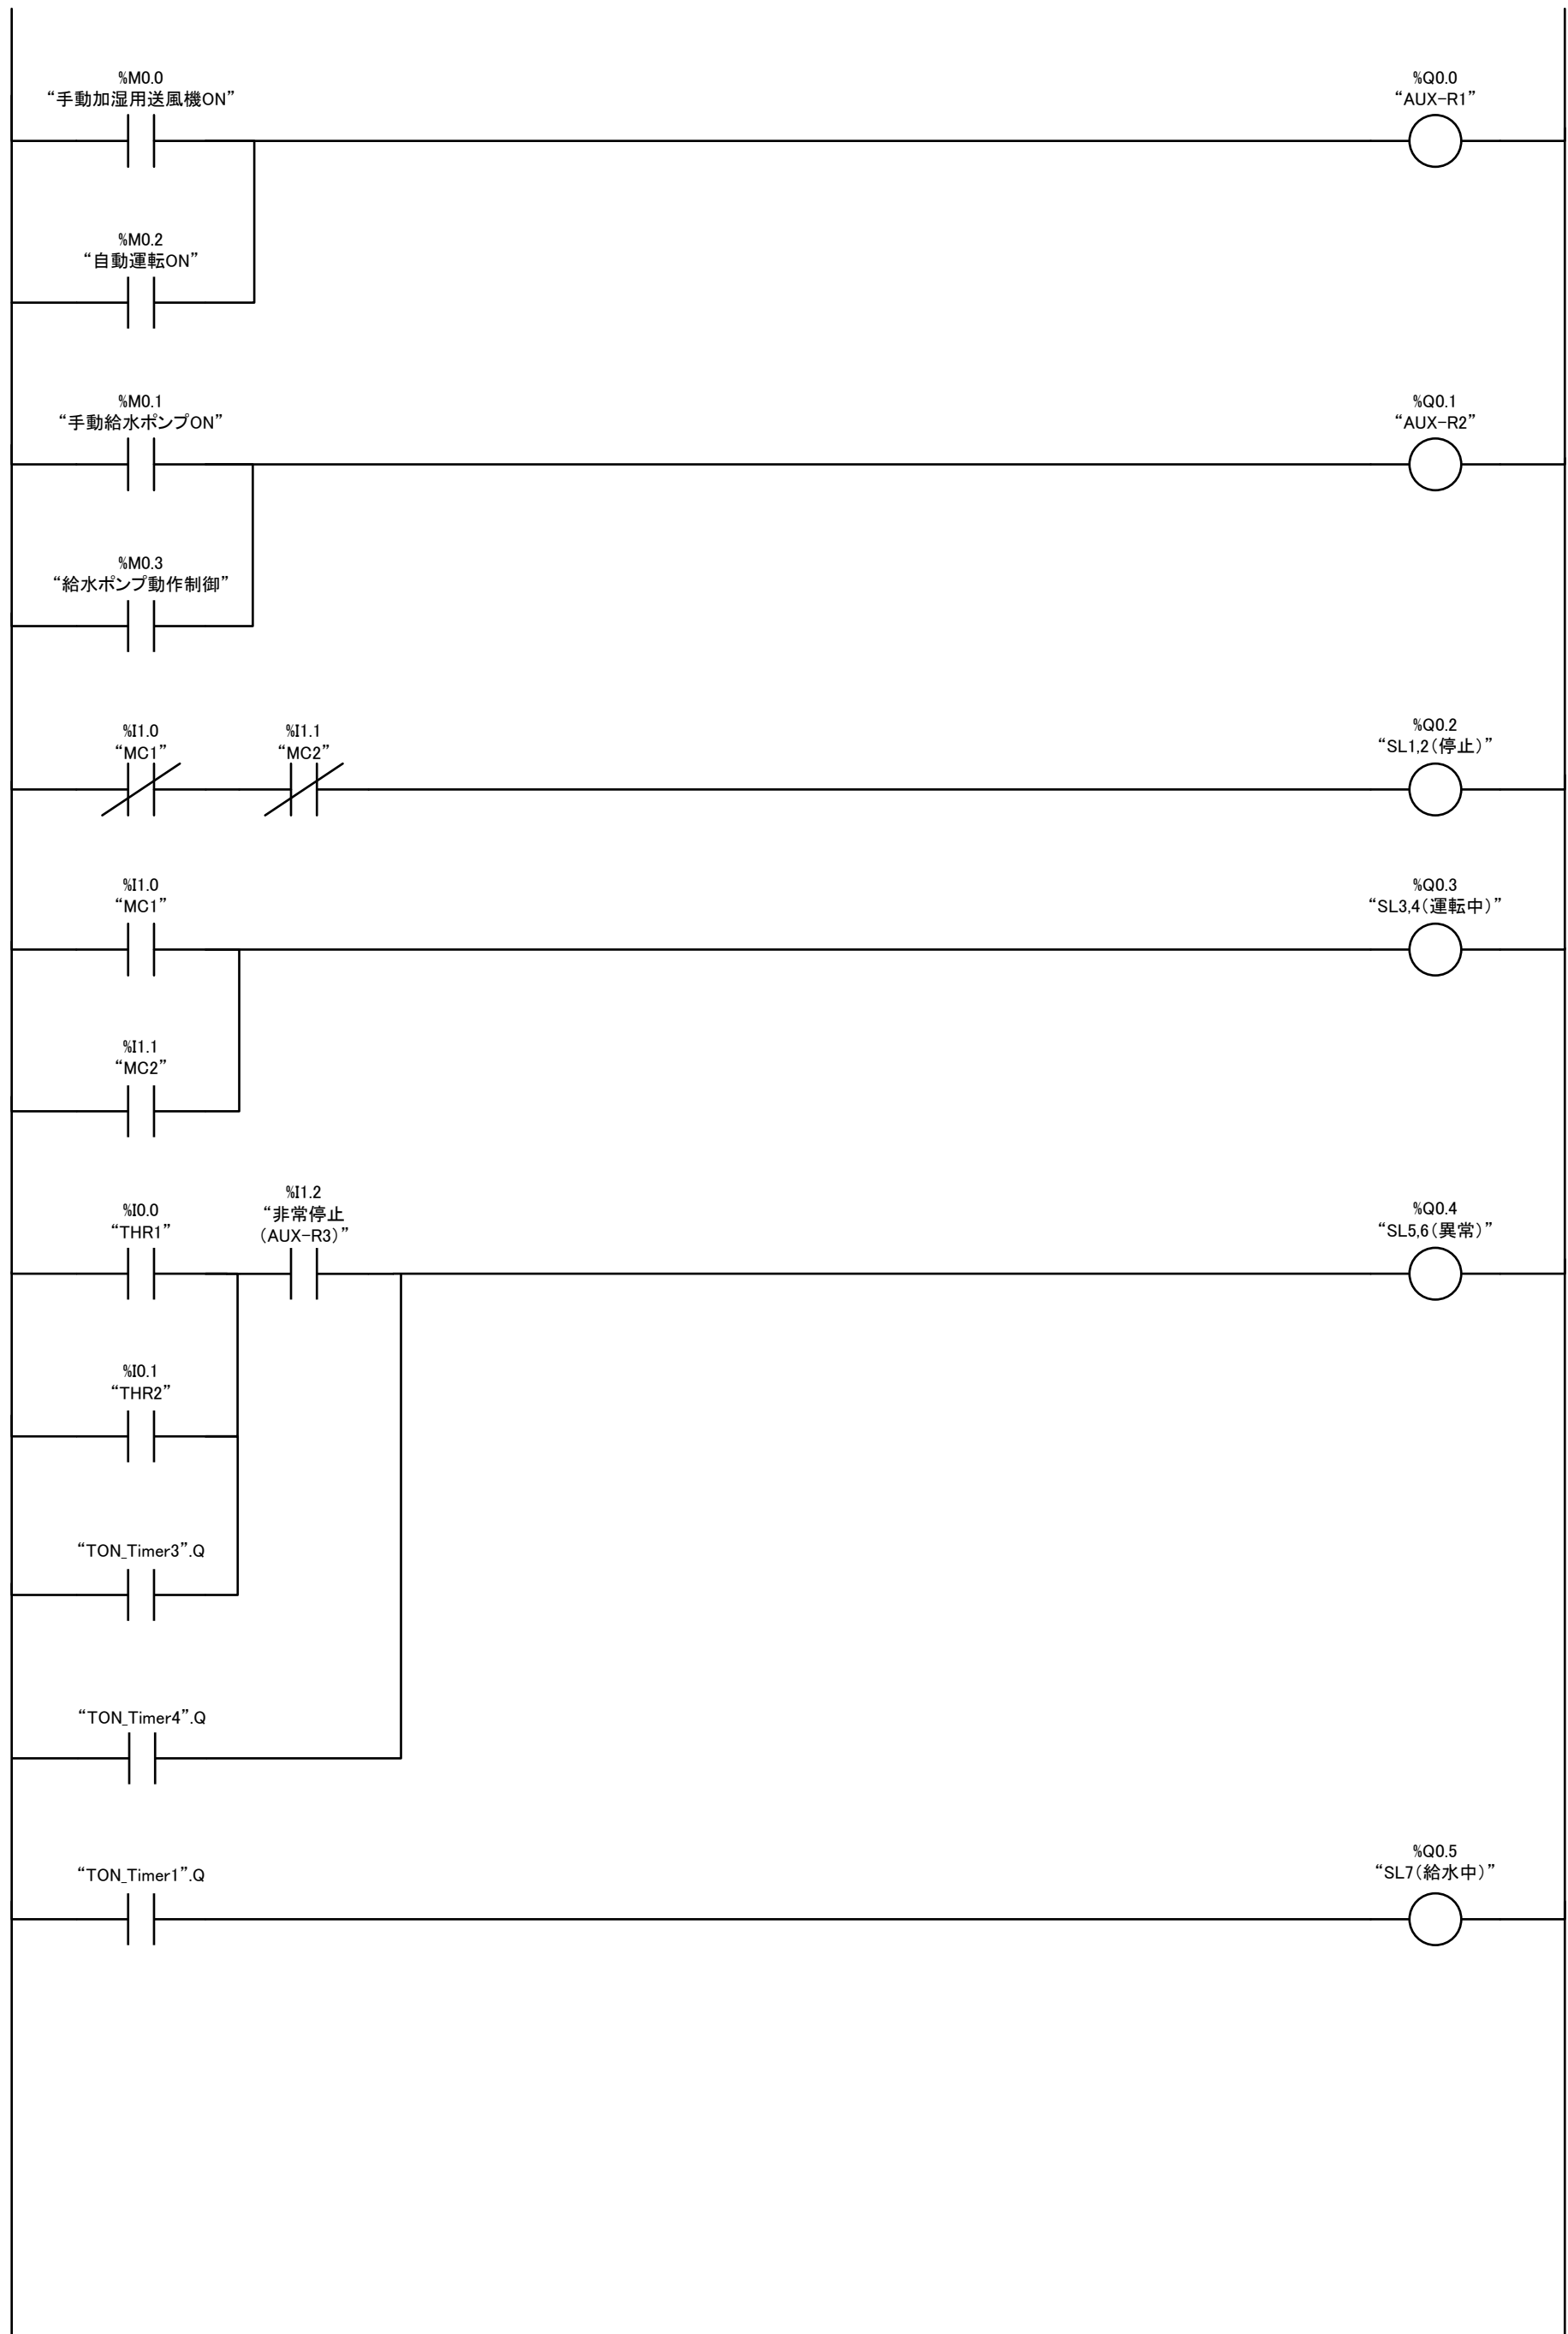 %M0.0
“手動加湿用送風機ON”
%Q0.0
“AUX-R1”
%M0.2
“自動運転ON”
%M0.1
“手動給水ポンプON”
%Q0.1
“AUX-R2”
%M0.3
“給水ポンプ動作制御”
%I1.0
“MC1”
%I1.1
“MC2”
%Q0.2
“SL1,2（停止）”
%I1.0
“MC1”
%Q0.3
“SL3,4（運転中）”
%I1.1
“MC2”
%I0.0
“THR1”
%I1.2
“非常停止
（AUX-R3）”
%Q0.4
“SL5,6（異常）”
%I0.1
“THR2”
“TON_Timer3”.Q
“TON_Timer4”.Q
“TON_Timer1”.Q
%Q0.5
“SL7（給水中）”